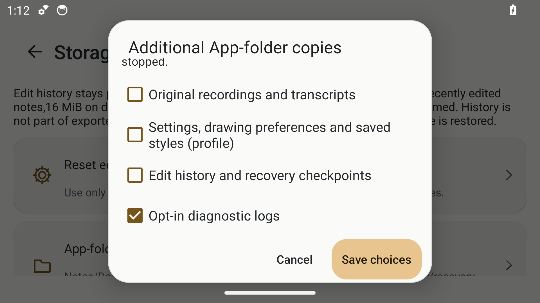 1:12
Storag
Additional App-folder copies
stopped.
Edit history stays
ecently edited
notes,16 MiB on d
med. History is
not part of exporte
e is restored.
Original recordings and transcripts
Settings, drawing preferences and saved
styles (profile)
Edit history and recovery checkpoints
Opt-in diagnostic logs
Reset ed
Use only
es.
App-fold
Cancel
Save choices